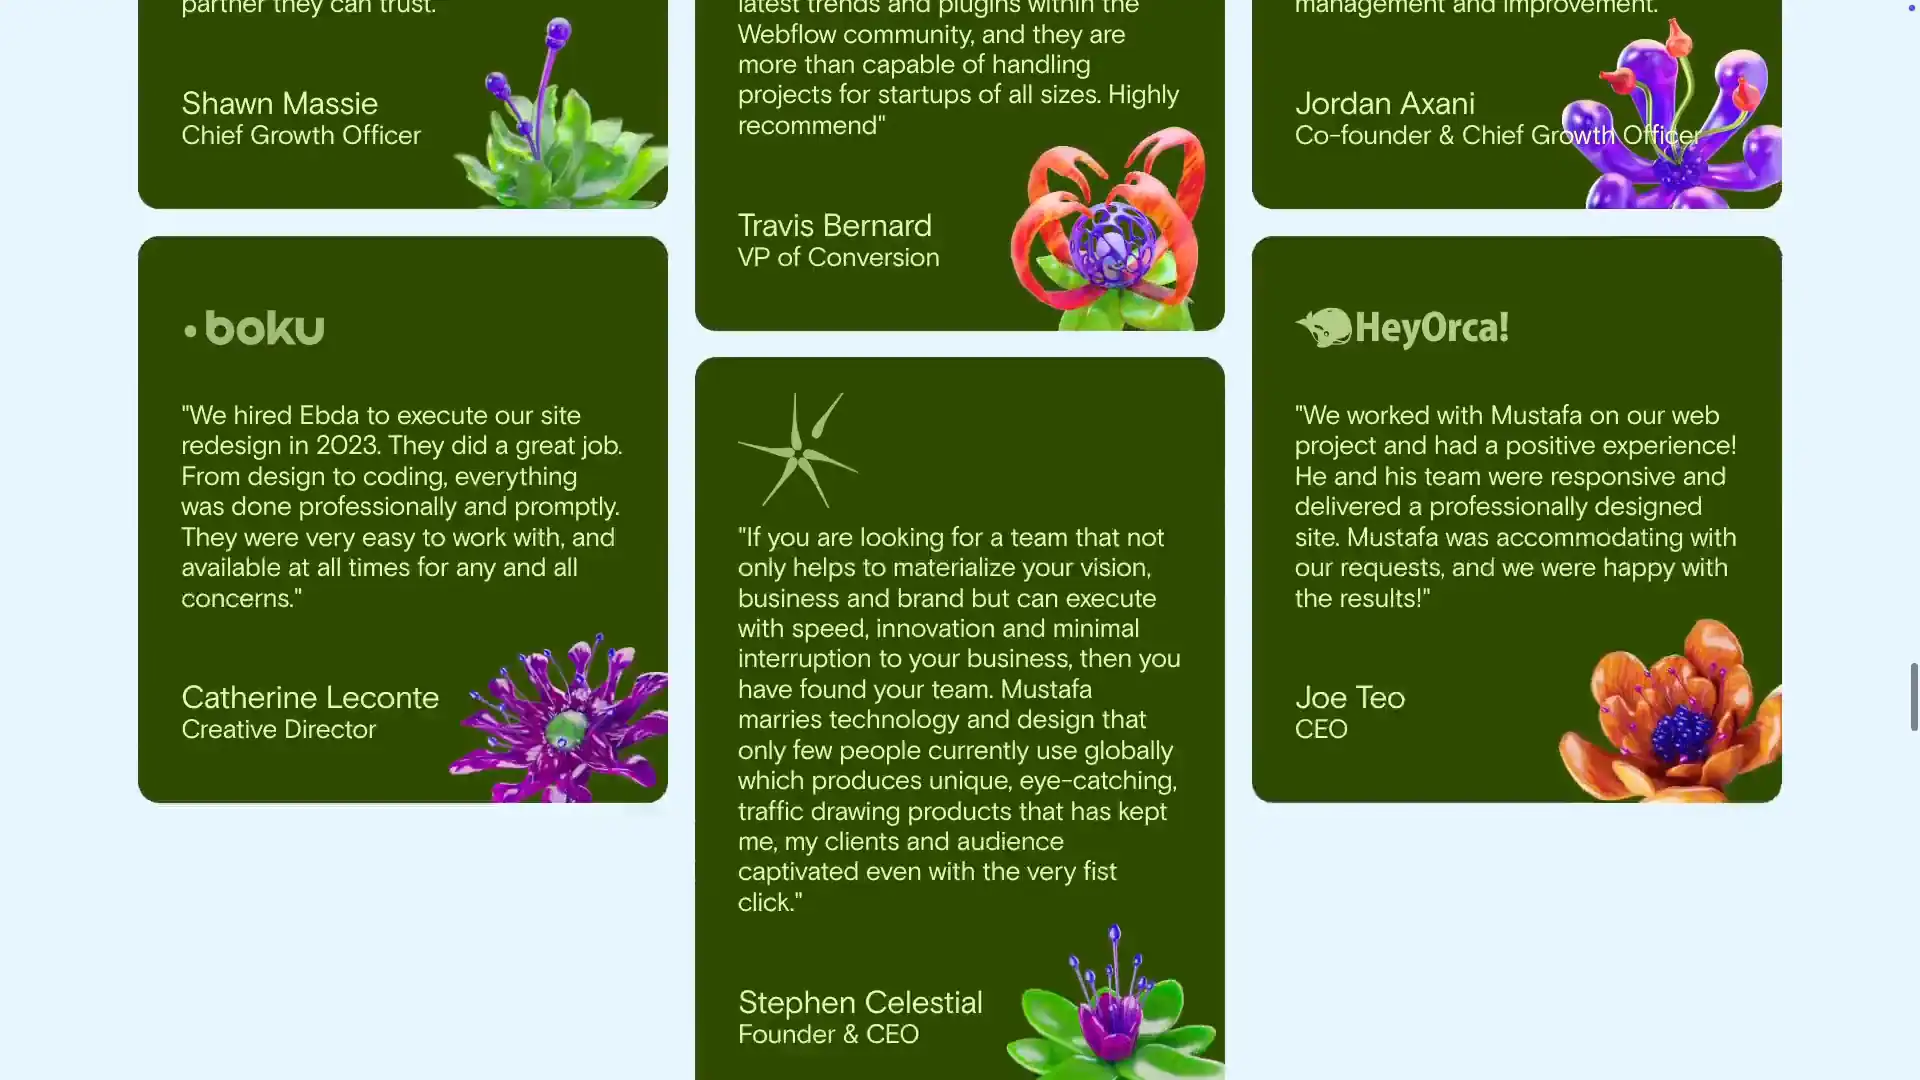 partner they can trust."
Shawn Massie
Chief Growth Officer
boku
"We hired Ebda to execute our site
redesign in 2023. They did a great job.
From design to coding, everything
was done professionally and promptly.
They were very easy to work with, and
available at all times for any and all
concerns."
Catherine Leconte
Creative Director
latest trends and plugins within the
Webflow community, and they are
more than capable of handling
projects for startups of all sizes. Highly
recommend"
Travis Bernard
VP of Conversion
"If you are looking for a team that not
only helps to materialize your vision,
business and brand but can execute
with speed, innovation and minimal
interruption to your business, then you
have found your team. Mustafa
marries technology and design that
only few people currently use globally
which produces unique, eye-catching,
traffic drawing products that has kept
me, my clients and audience
captivated even with the very fist
click."
Stephen Celestial
Founder & CEO
management and improvement."
Jordan Axani
Co-founder & Chief Growth Officer
HeyOrca!
"We worked with Mustafa on our web
project and had a positive experience!
He and his team were responsive and
delivered a professionally designed
site. Mustafa was accommodating with
our requests, and we were happy with
the results!"
Joe Teo
CEO